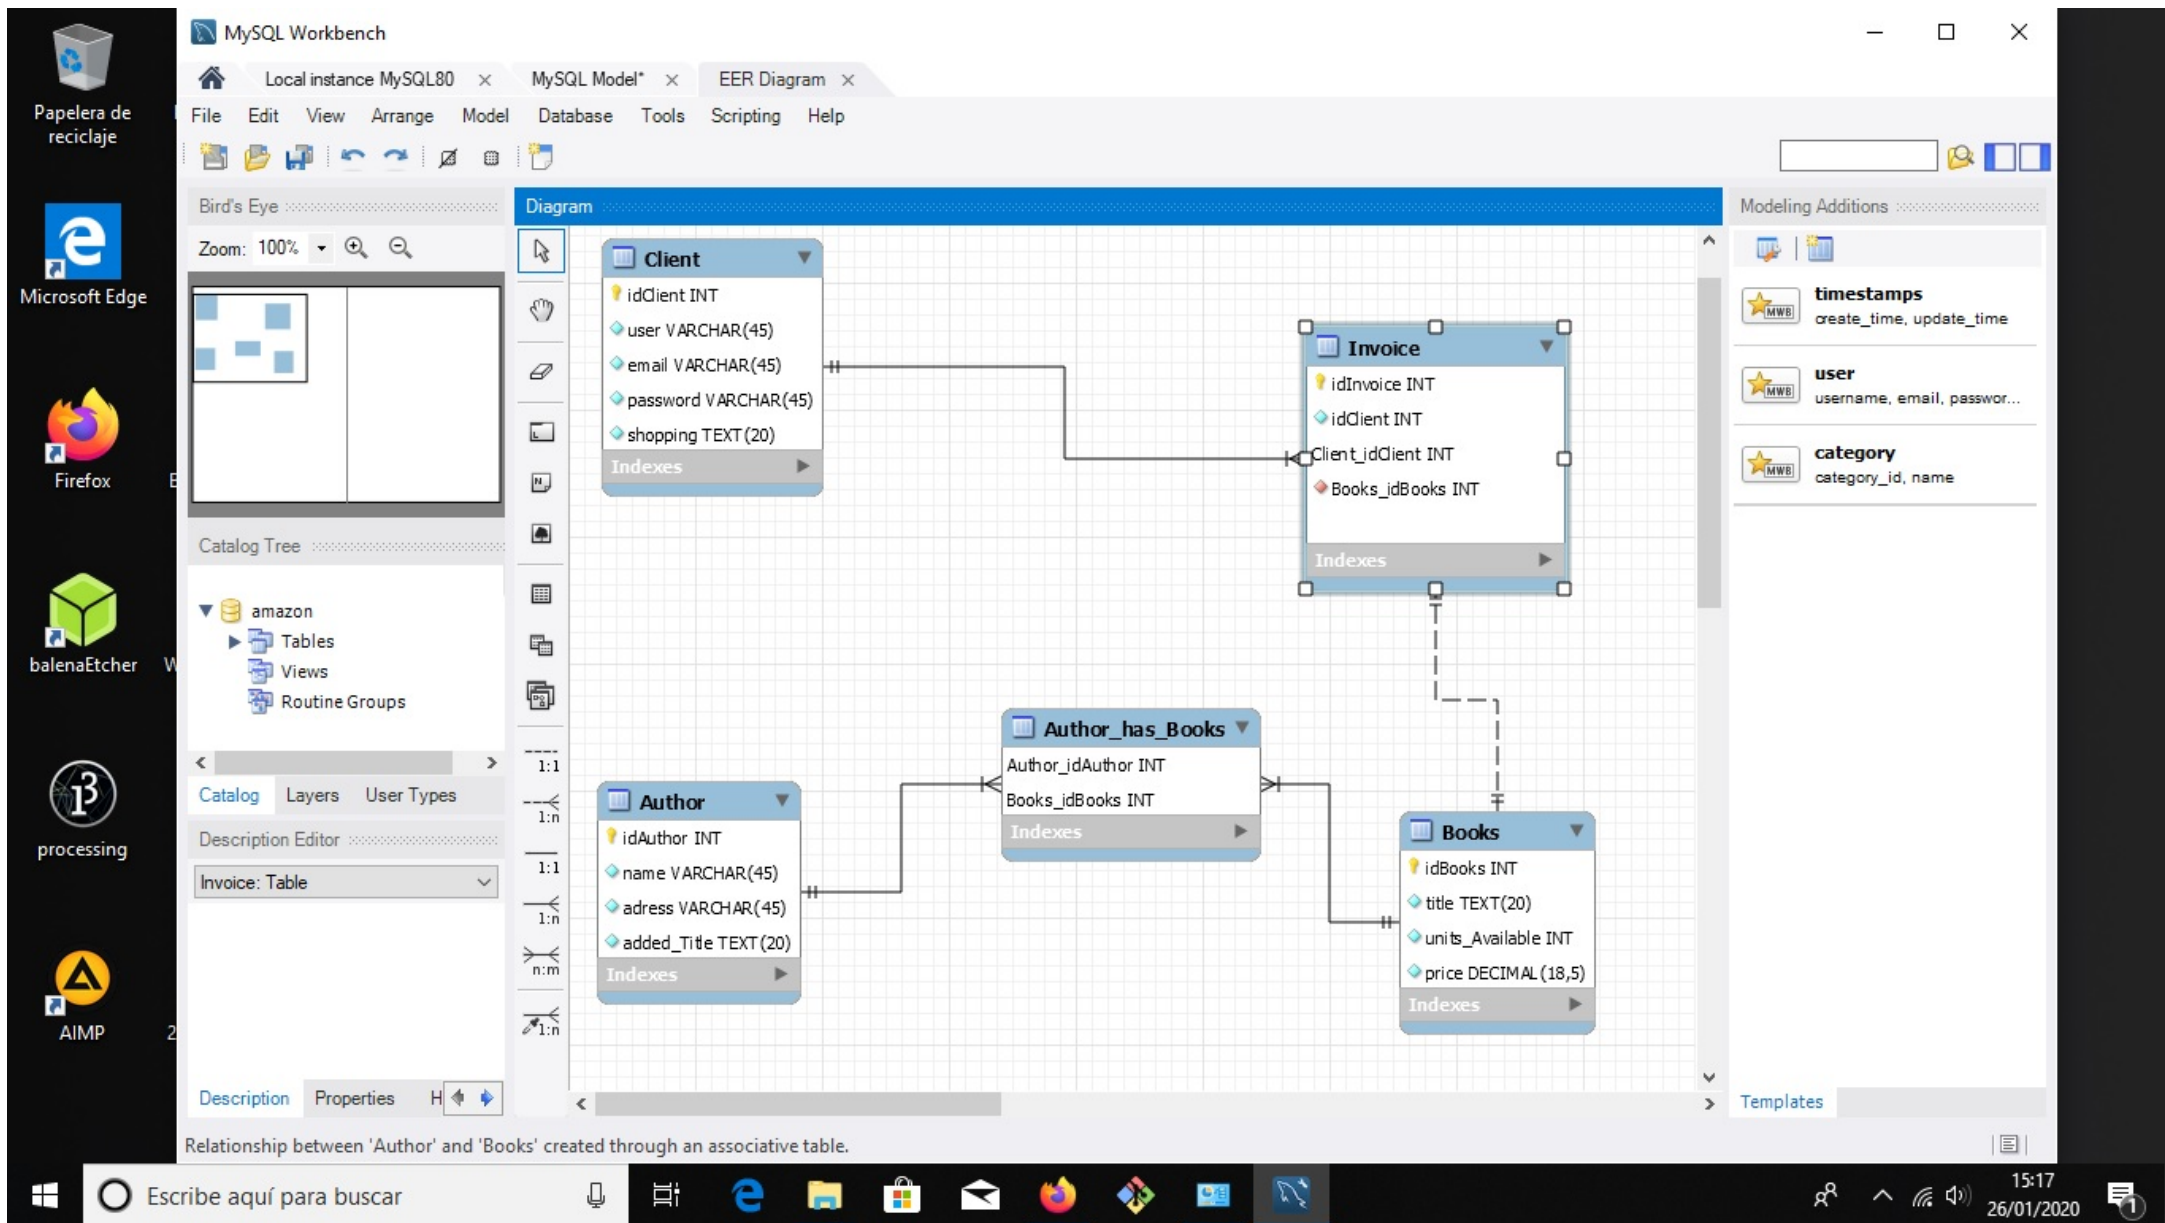 Papelera de
reciclaje
Microsoft Edge
Firefox
balenaEtcher
processing
AIMP
MySQL Workbench
Local instance MySQL80
MySQL Model*
EER Diagram
File Edit View Arrange Model Database Tools Scripting Help
Bird's Eye
Zoom: 100%
Catalog Tree
amazon
Tables
Views
Routine Groups
Catalog Layers User Types
Description Editor
Invoice: Table
Description Properties H
Diagram
1:1
1:n
1:1
1:n
n:m
1:n
Client
idClient INT
user VARCHAR(45)
email VARCHAR(45)
password VARCHAR(45)
shopping TEXT(20)
Indexes
Invoice
idInvoice INT
idClient INT
Client_idClient INT
Books_idBooks INT
Indexes
Author_has_Books
Author_idAuthor INT
Books_idBooks INT
Indexes
Author
idAuthor INT
name VARCHAR(45)
adress VARCHAR(45)
added_Title TEXT(20)
Indexes
Books
idBooks INT
title TEXT(20)
units_Available INT
price DECIMAL(18,5)
Indexes
Modeling Additions
MWB
timestamps
create_time, update_time
MWB
user
username, email, passwor...
MWB
category
category_id, name
Templates
Relationship between 'Author' and 'Books' created through an associative table.
Escribe aquí para buscar
15:17
26/01/2020
1